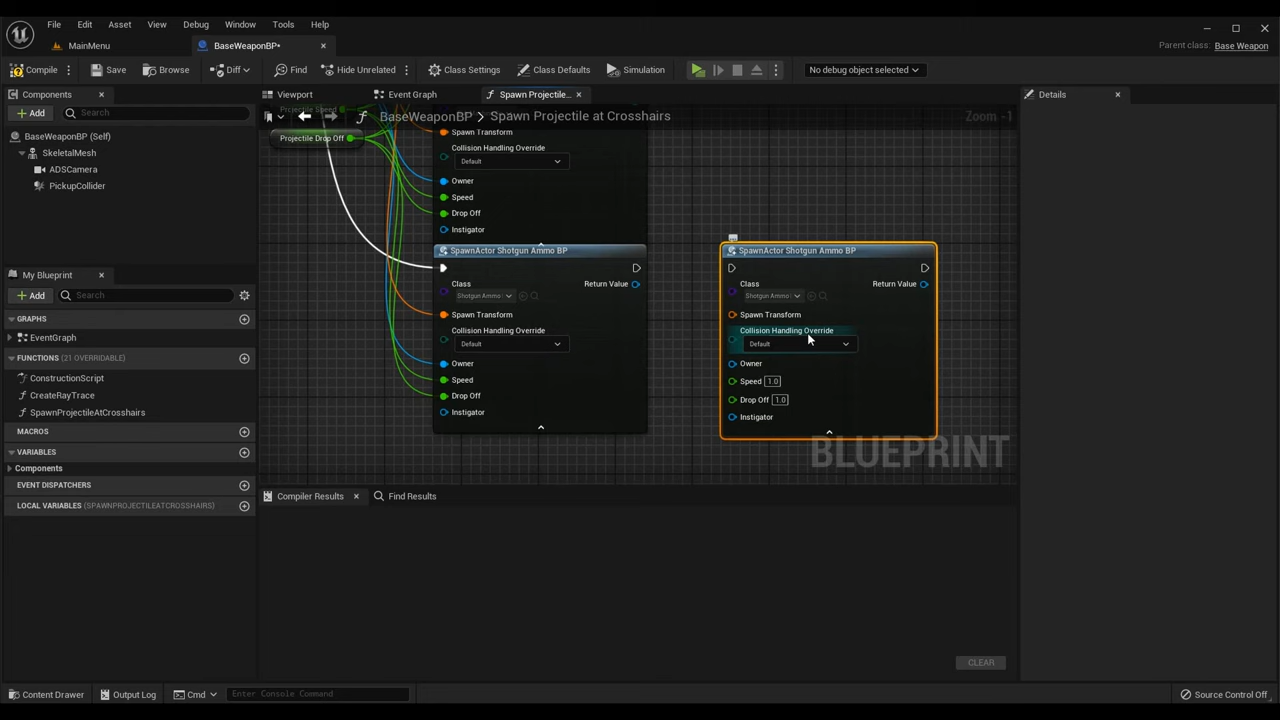 File Edit Asset View Debug Window Tools Help
MainMenu BaseWeaponBP* Parent class: Base Weapon
Compile Save Browse Diff Find Hide Unrelated Class Settings Class Defaults Simulation No debug object selected
Components
Add Search
BaseWeaponBP (Self)
SkeletalMesh
ADSCamera
PickupCollider
My Blueprint
Add Search
GRAPHS
EventGraph
FUNCTIONS (21 OVERRIDABLE)
ConstructionScript
CreateRayTrace
SpawnProjectileAtCrosshairs
MACROS
VARIABLES
Components
EVENT DISPATCHERS
LOCAL VARIABLES (SPAWNPROJECTILEATCROSSHAIRS)
Viewport Event Graph Spawn Projectile...
BaseWeaponBP > Spawn Projectile at Crosshairs Zoom -1
Projectile Speed
Projectile Drop Off
Spawn Transform
Collision Handling Override
Default
Owner
Speed
Drop Off
Instigator
SpawnActor Shotgun Ammo BP
Class Return Value
Shotgun Ammo
Spawn Transform
Collision Handling Override
Default
Owner
Speed
Drop Off
Instigator
SpawnActor Shotgun Ammo BP
Class Return Value
Shotgun Ammo
Spawn Transform
Collision Handling Override
Default
Owner
Speed 1.0
Drop Off 1.0
Instigator
BLUEPRINT
Compiler Results Find Results
CLEAR
Details
Content Drawer Output Log Cmd Enter Console Command Source Control Off